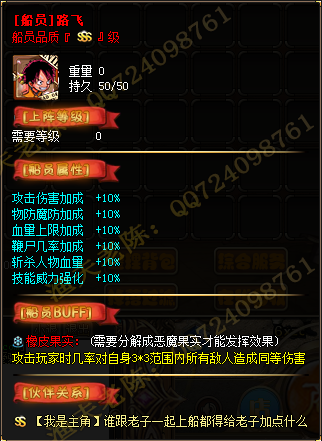 [船员]路飞
船员品质『 SSS 』级
重量 0
持久 50/50
[上阵等级]
需要等级 0
[船员属性]
攻击伤害加成 +10%
物防魔防加成 +10%
血量上限加成 +10%
鞭尸几率加成 +10%
斩杀人物血量 +10%
技能威力强化 +10%
[船员BUFF]
橡皮果实:(需要分解成恶魔果实才能发挥效果)
攻击玩家时几率对自身3*3范围内所有敌人造成同等伤害
[伙伴关系]
【我是主角】谁跟老子一起上船都得给老子加点什么
陈：QQ724098761